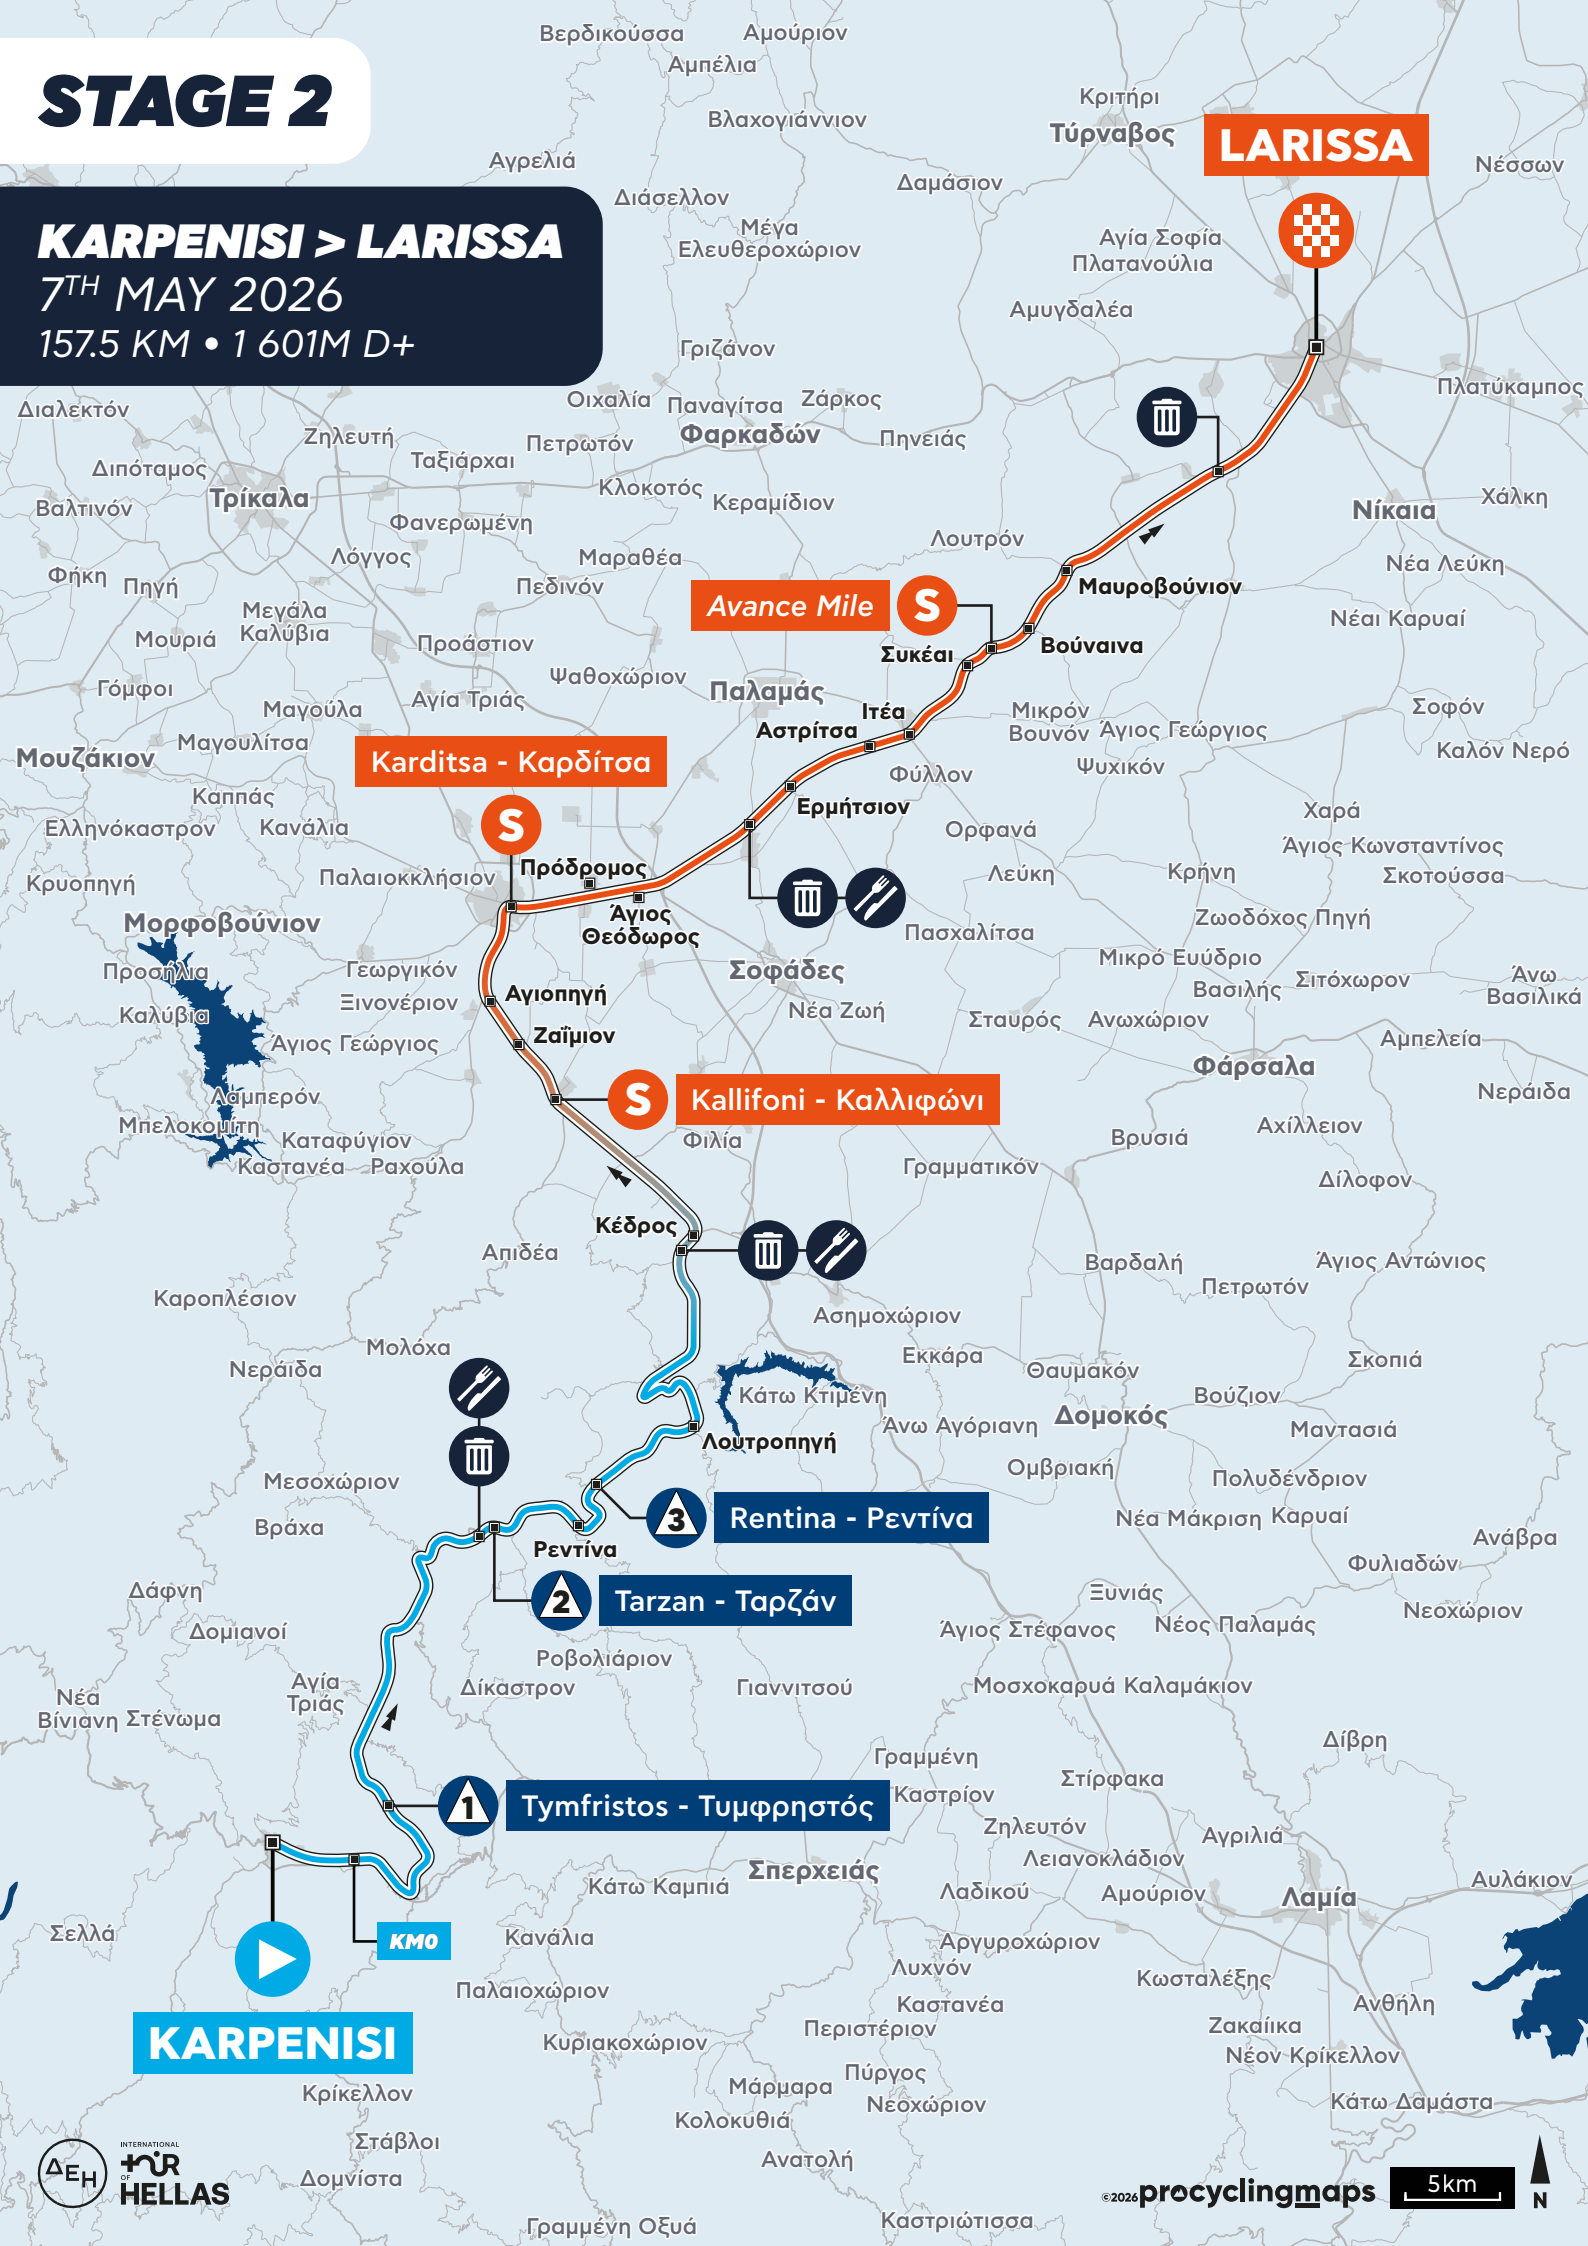 STAGE 2
KARPENISI > LARISSA
7TH MAY 2026
157.5 KM • 1 601M D+
Βερδικούσσα
Αμούριον
Αμπέλια
Κριτήρι
Βλαχογιάννιον
Τύρναβος
LARISSA
Αγρελιά
Νέσσων
Δαμάσιον
Διάσελλον
Μέγα
Ελευθεροχώριον
Αγία Σοφία
Πλατανούλια
Αμυγδαλέα
Γριζάνον
Πλατύκαμπος
Διαλεκτόν
Οιχαλία
Παναγίτσα
Ζάρκος
Ζηλευτή
Πετρωτόν
Φαρκαδών
Πηνειάς
Ταξιάρχαι
Διπόταμος
Τρίκαλα
Κλοκοτός
Κεραμίδιον
Χάλκη
Βαλτινόν
Νίκαια
Φανερωμένη
Λουτρόν
Λόγγος
Μαραθέα
Νέα Λεύκη
Φήκη
Πηγή
Πεδινόν
Μαυροβούνιον
Avance Mile
S
Μεγάλα
Καλύβια
Νέαι Καρυαί
Μουριά
Προάστιον
Βούναινα
Συκέαι
Ψαθοχώριον
Γόμφοι
Παλαμάς
Αγία Τριάς
Μαγούλα
Ιτέα
Μικρόν
Βουνόν
Σοφόν
Αστρίτσα
Άγιος Γεώργιος
Μαγουλίτσα
Καλόν Νερό
Μουζάκιον
Karditsa - Καρδίτσα
Φύλλον
Ψυχικόν
Καππάς
Ερμήτσιον
Χαρά
Ελληνόκαστρον
Κανάλια
S
Ορφανά
Άγιος Κωνσταντίνος
Πρόδρομος
Παλαιοκκλήσιον
Λεύκη
Κρήνη
Σκοτούσσα
Κρυοπηγή
Άγιος
Θεόδωρος
Ζωοδόχος Πηγή
Μορφοβούνιον
Πασχαλίτσα
Μικρό Ευύδριο
Προσήλια
Γεωργικόν
Σοφάδες
Σιτόχωρον
Άνω
Βασιλικά
Βασιλής
Αγιοπηγή
Ξινονέριον
Νέα Ζωή
Καλύβια
Σταυρός
Ανωχώριον
Ζαΐμιον
Άγιος Γεώργιος
Αμπελεία
Φάρσαλα
Νεράιδα
Λαμπερόν
S
Kallifoni - Καλλιφώνι
Μπελοκομίτη
Καταφύγιον
Φιλία
Βρυσιά
Αχίλλειον
Καστανέα
Ραχούλα
Γραμματικόν
Δίλοφον
Κέδρος
Απιδέα
Βαρδαλή
Άγιος Αντώνιος
Πετρωτόν
Καροπλέσιον
Ασημοχώριον
Μολόχα
Εκκάρα
Σκοπιά
Νεράιδα
Θαυμακόν
Κάτω Κτιμένη
Βούζιον
Δομοκός
Άνω Αγόριανη
Μαντασιά
Λουτροπηγή
Ομβριακή
Μεσοχώριον
Πολυδένδριον
3
Rentina - Ρεντίνα
Νέα Μάκριση
Καρυαί
Βράχα
Ανάβρα
Ρεντίνα
Φυλιαδών
Δάφνη
2
Tarzan - Ταρζάν
Ξυνιάς
Νεοχώριον
Δομιανοί
Άγιος Στέφανος
Νέος Παλαμάς
Ροβολιάριον
Αγία
Τριάς
Δίκαστρον
Γιαννιτσού
Μοσχοκαρυά
Καλαμάκιον
Νέα
Βίνιανη
Στένωμα
Δίβρη
Γραμμένη
Στίρφακα
1
Tymfristos - Τυμφρηστός
Καστρίον
Ζηλευτόν
Αγριλιά
Λειανοκλάδιον
Σπερχειάς
Κάτω Καμπιά
Λαδικού
Αμούριον
Λαμία
Αυλάκιον
Σελλά
KM0
Κανάλια
Αργυροχώριον
Λυχνόν
Κωσταλέξης
Παλαιοχώριον
Καστανέα
Ανθήλη
KARPENISI
Περιστέριον
Ζακαίικα
Κυριακοχώριον
Νέον Κρίκελλον
Πύργος
Κρίκελλον
Μάρμαρα
Νεοχώριον
Κάτω Δαμάστα
Κολοκυθιά
Στάβλοι
Ανατολή
Δομνίστα
ΔΕΗ
INTERNATIONAL
TOUR
OF
HELLAS
©2026 procyclingmaps
5km
N
Γραμμένη Οξυά
Καστριώτισσα